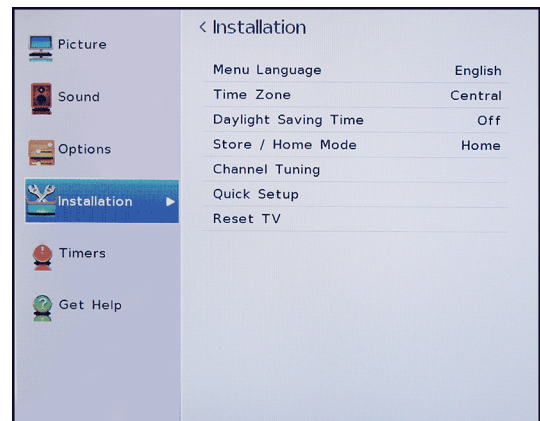 Picture
Sound
Options
Installation
Timers
Get Help
< Installation
Menu Language English
Time Zone Central
Daylight Saving Time Off
Store / Home Mode Home
Channel Tuning
Quick Setup
Reset TV